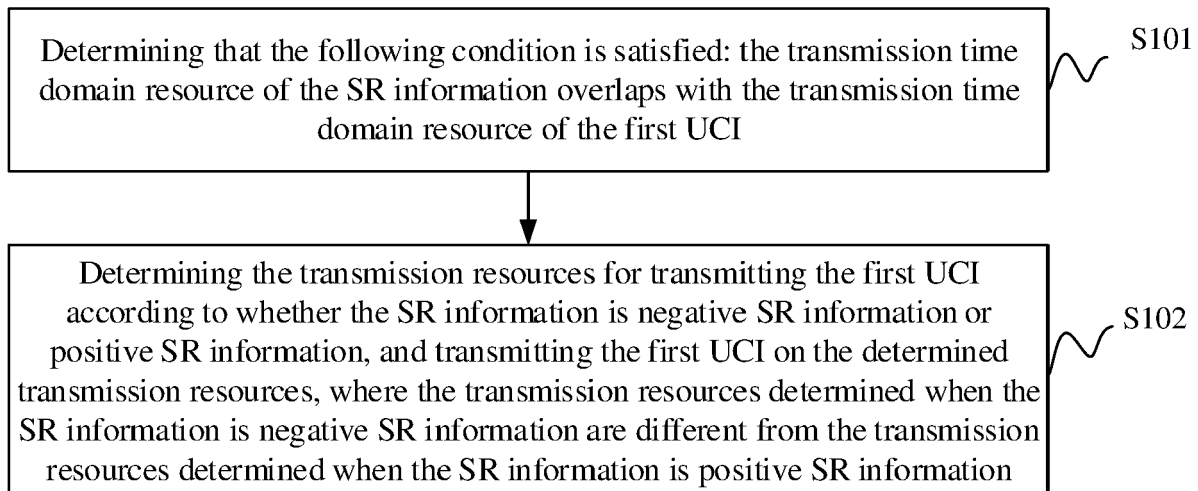 Determining that the following condition is satisfied: the transmission time
domain resource of the SR information overlaps with the transmission time
domain resource of the first UCI
S101
Determining the transmission resources for transmitting the first UCI
according to whether the SR information is negative SR information or
positive SR information, and transmitting the first UCI on the determined
transmission resources, where the transmission resources determined when the
SR information is negative SR information are different from the transmission
resources determined when the SR information is positive SR information
S102